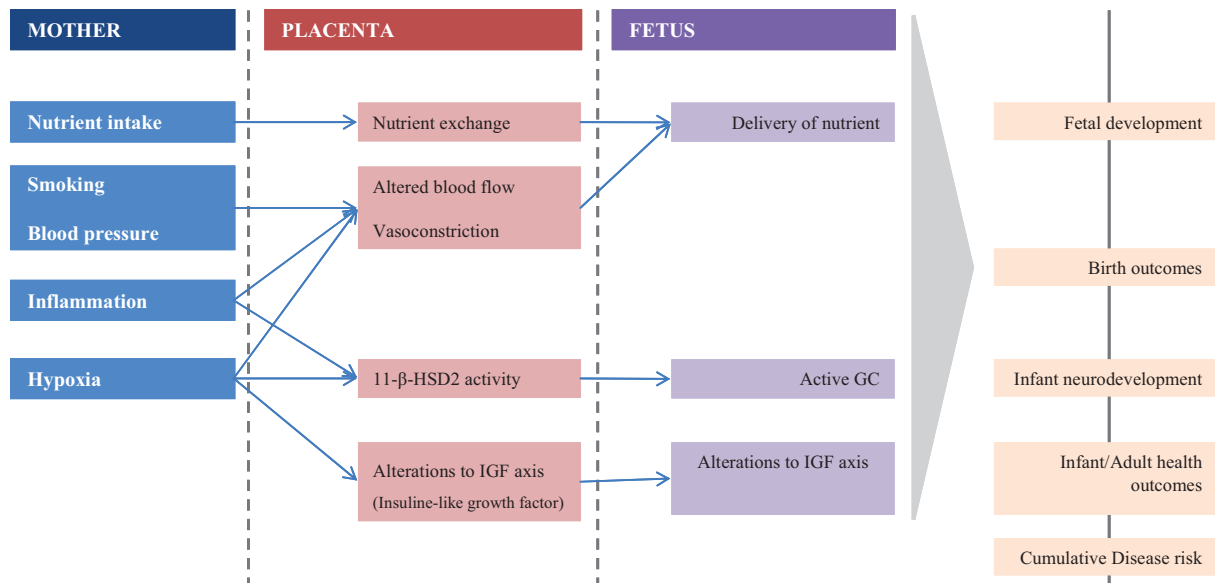 MOTHER
PLACENTA
FETUS
Nutrient intake
Nutrient exchange
Delivery of nutrient
Fetal development
Smoking
Blood pressure
Altered blood flow
Vasoconstriction
Birth outcomes
Inflammation
Hypoxia
11-β-HSD2 activity
Active GC
Infant neurodevelopment
Alterations to IGF axis
(Insuline-like growth factor)
Alterations to IGF axis
Infant/Adult health
outcomes
Cumulative Disease risk